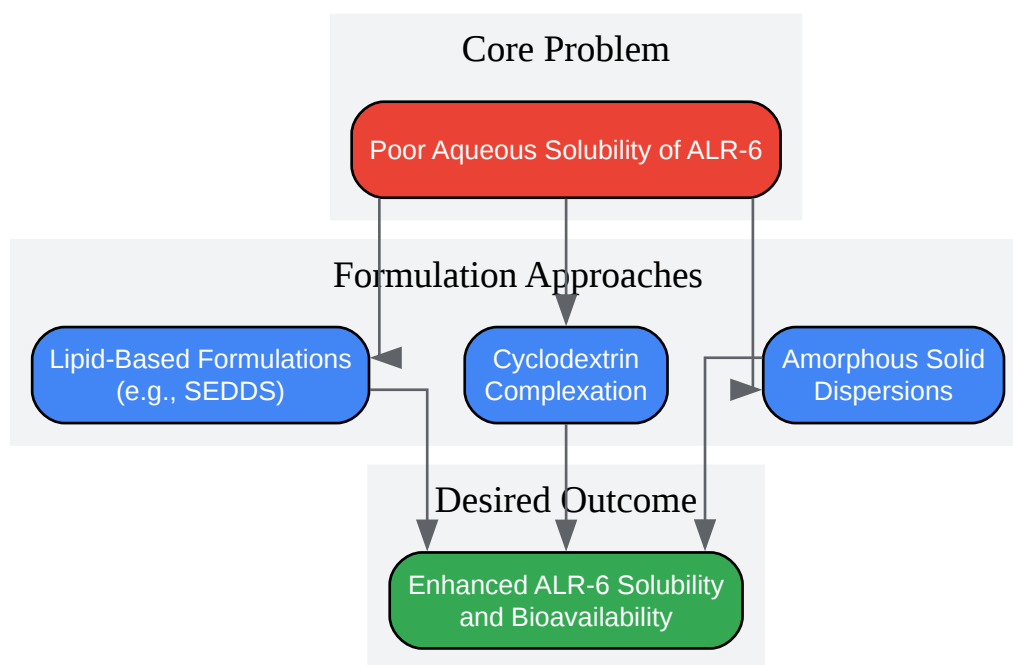 Core Problem
Poor Aqueous Solubility of ALR-6
Formulation Approaches
Lipid-Based Formulations
(e.g., SEDDS)
Cyclodextrin
Complexation
Amorphous Solid
Dispersions
Desired Outcome
Enhanced ALR-6 Solubility
and Bioavailability